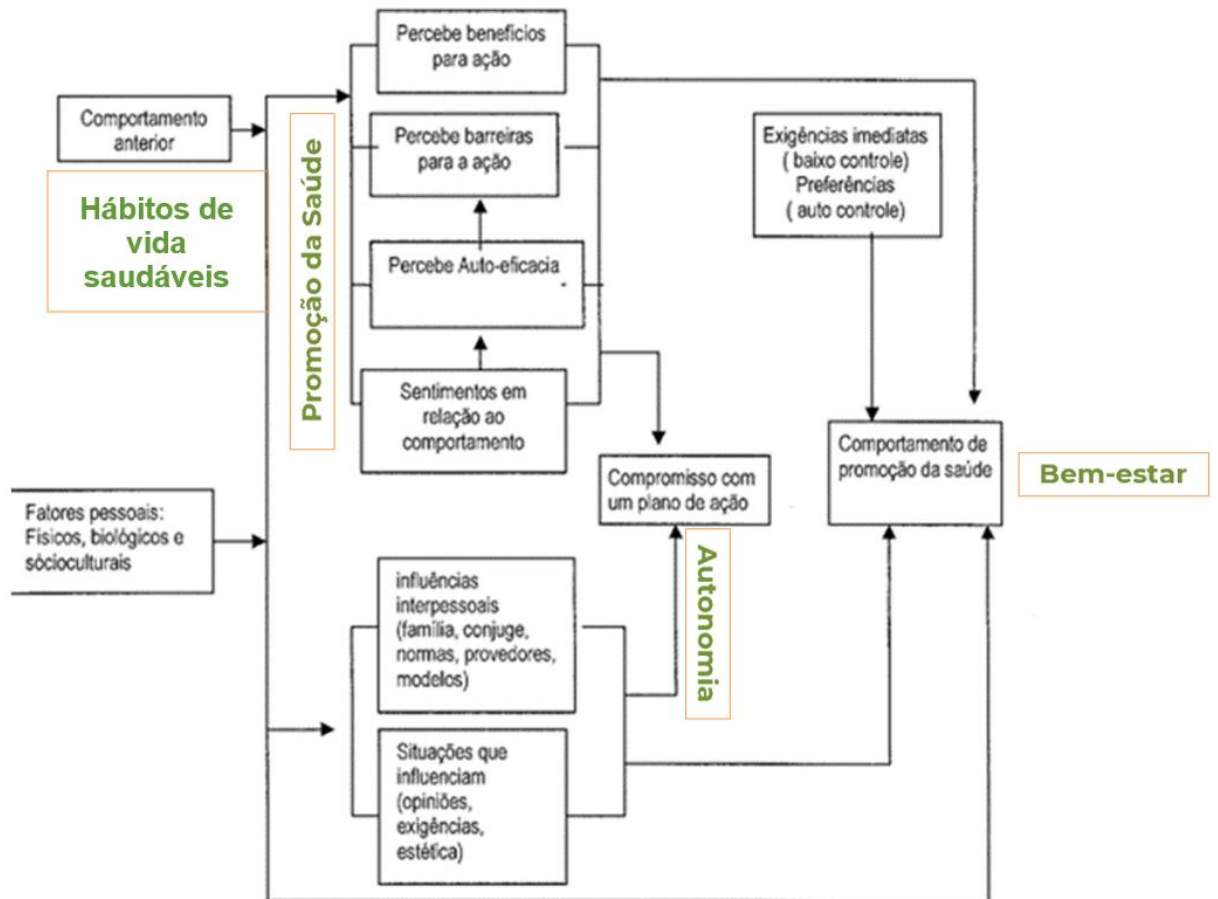 Percebe benefícios
para ação
Comportamento
anterior
Percebe barreiras
para a ação
Exigências imediatas
( baixo controle)
Preferências
( auto controle)
Hábitos de
vida
saudáveis
Promoção da Saúde
Percebe Auto-eficacia
Sentimentos em
relação ao
comportamento
Comportamento de
promoção da saúde
Bem-estar
Compromisso com
um plano de ação
Fatores pessoais:
Físicos, biológicos e
sócioculturais
Autonomia
influências
interpessoais
(família, conjuge,
normas, provedores,
modelos)
Situações que
influenciam
(opiniões,
exigências,
estética)